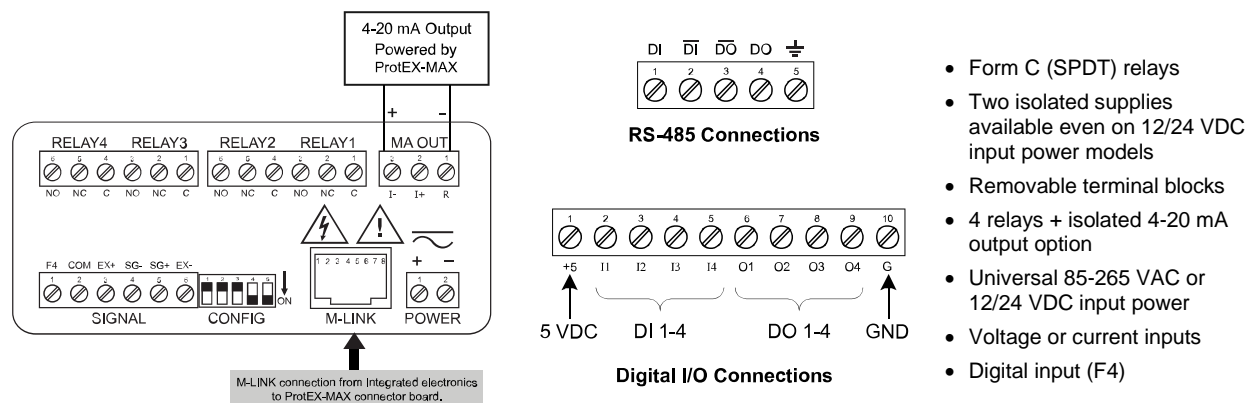 4-20 mA Output
Powered by
ProtEX-MAX
+ -
RELAY4 RELAY3 RELAY2 RELAY1 MA OUT
6 5 4 3 2 1 6 5 4 3 2 1 3 2 1
NO NC C NO NC C NO NC C NO NC C I- I+ R
+ -
F4 COM EX+ SG- SG+ EX-
1 2 3 4 5 6
1 2 3 4 5
ON
1 2 3 4 5 6 7 8
1 2
SIGNAL CONFIG M-LINK POWER
M-LINK connection from Integrated electronics
to ProtEX-MAX connector board.
DI D̅I̅ D̅O̅ DO
1 2 3 4 5
RS-485 Connections
1 2 3 4 5 6 7 8 9 10
+5 I1 I2 I3 I4 O1 O2 O3 O4 G
5 VDC DI 1-4 DO 1-4 GND
Digital I/O Connections
• Form C (SPDT) relays
• Two isolated supplies
available even on 12/24 VDC
input power models
• Removable terminal blocks
• 4 relays + isolated 4-20 mA
output option
• Universal 85-265 VAC or
12/24 VDC input power
• Voltage or current inputs
• Digital input (F4)